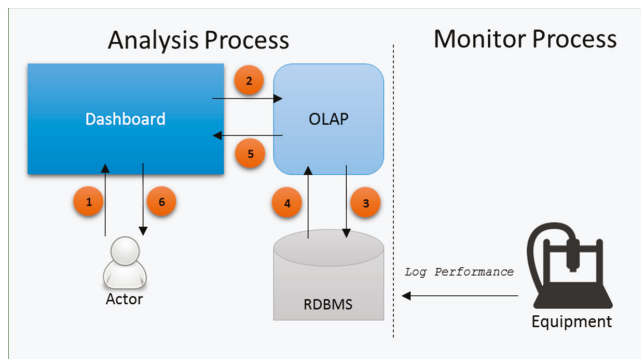 Analysis Process
Monitor Process
Dashboard
2
OLAP
5
1
6
4
3
Actor
RDBMS
Log Performance
Equipment